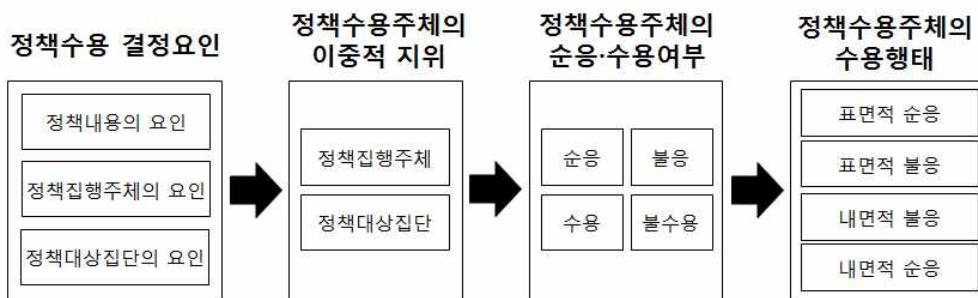 정책수용 결정요인
정책내용의 요인
정책집행주체의 요인
정책대상집단의 요인
정책수용주체의
이중적 지위
정책집행주체
정책대상집단
정책수용주체의
순응·수용여부
순응
불응
수용
불수용
정책수용주체의
수용행태
표면적 순응
표면적 불응
내면적 불응
내면적 순응